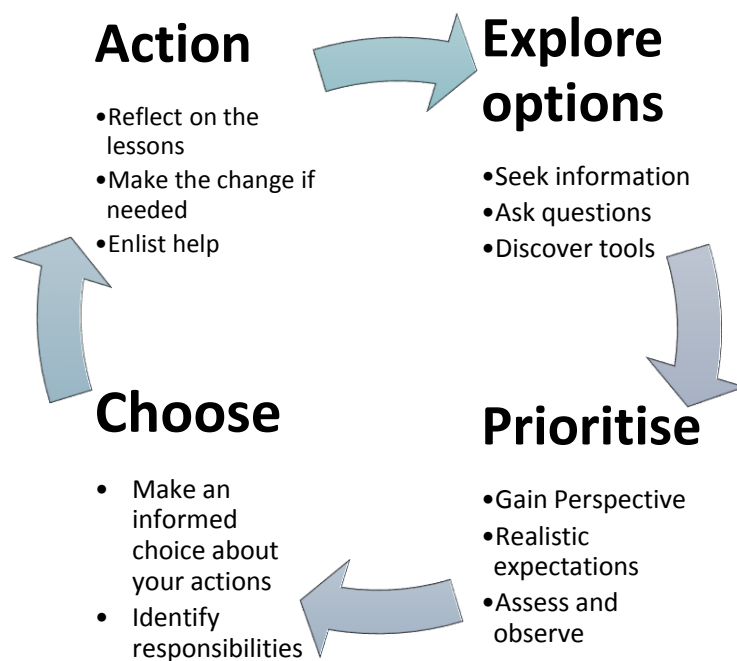 Action
•Reflect on the
lessons
•Make the change if
needed
•Enlist help
Explore
options
•Seek information
•Ask questions
•Discover tools
Prioritise
•Gain Perspective
•Realistic
expectations
•Assess and
observe
Choose
• Make an
informed
choice about
your actions
• Identify
responsibilities